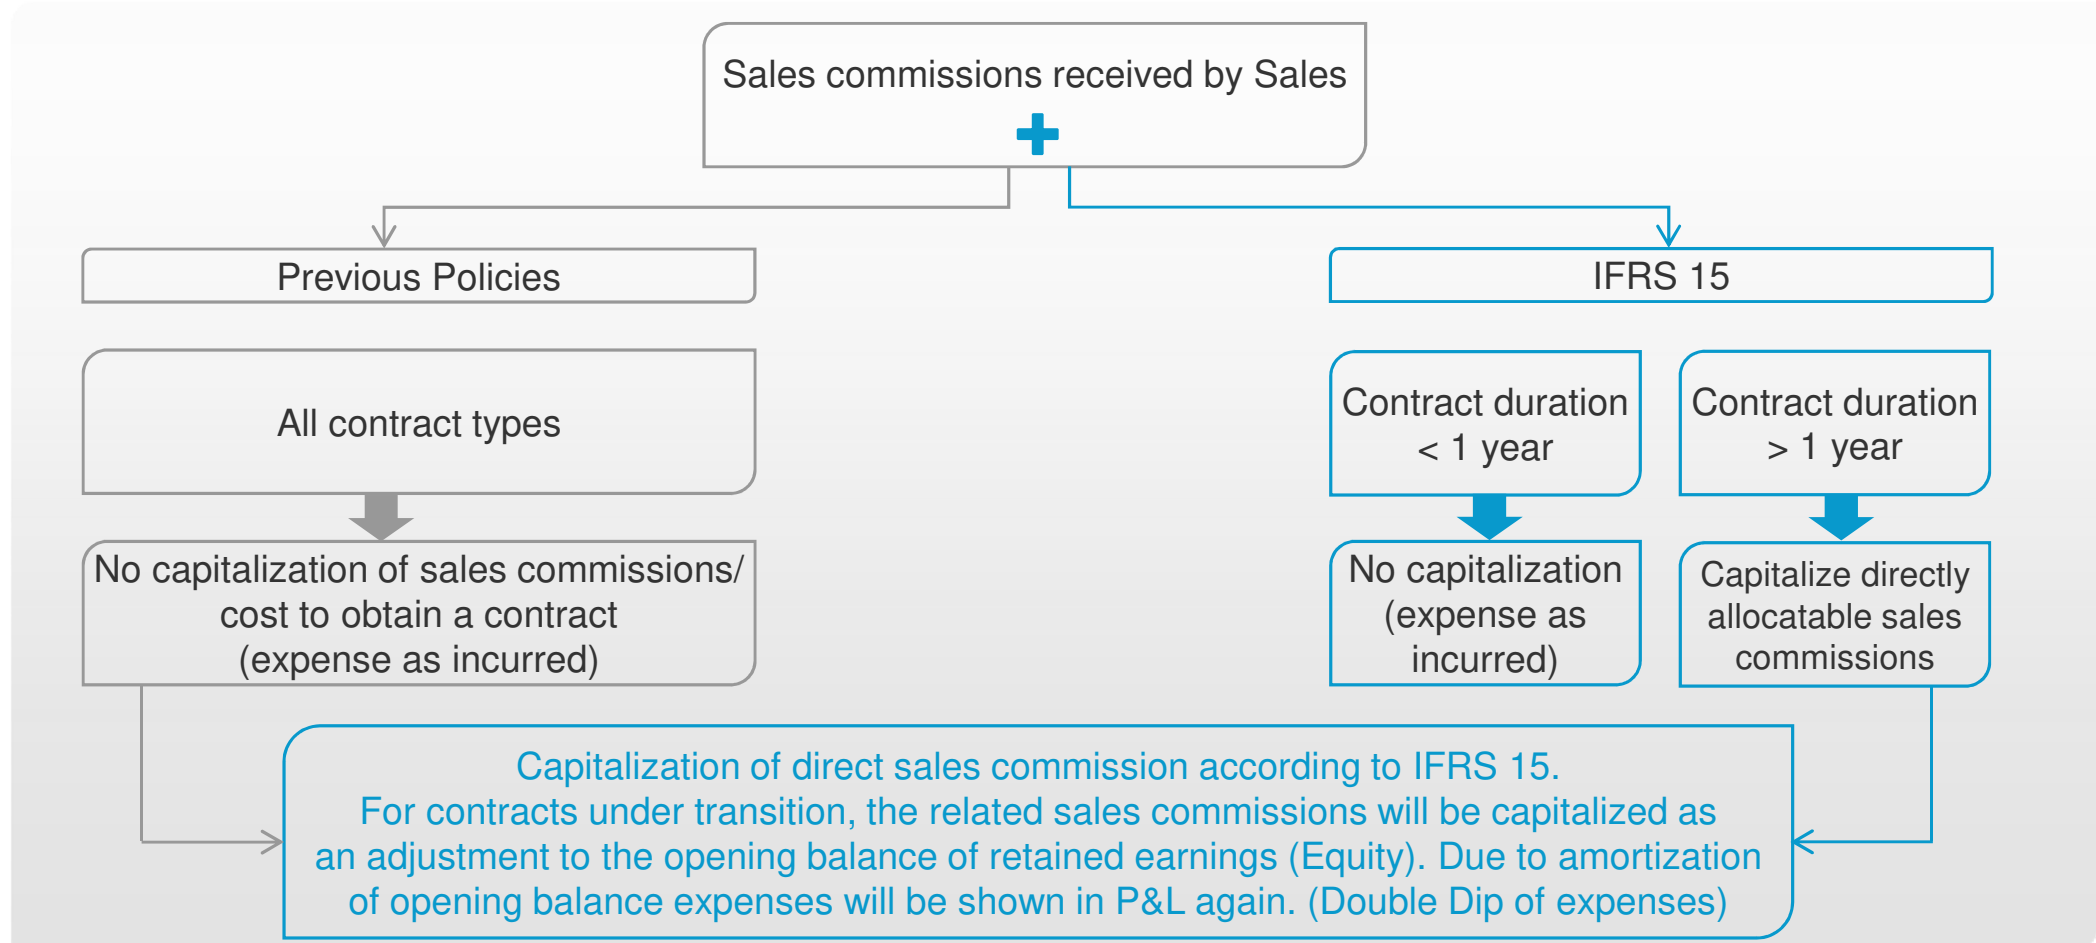 Sales commissions received by Sales
Previous Policies
IFRS 15
All contract types
Contract duration
< 1 year
Contract duration
> 1 year
No capitalization of sales commissions/
cost to obtain a contract
(expense as incurred)
No capitalization
(expense as
incurred)
Capitalize directly
allocatable sales
commissions
Capitalization of direct sales commission according to IFRS 15.
For contracts under transition, the related sales commissions will be capitalized as
an adjustment to the opening balance of retained earnings (Equity). Due to amortization
of opening balance expenses will be shown in P&L again. (Double Dip of expenses)